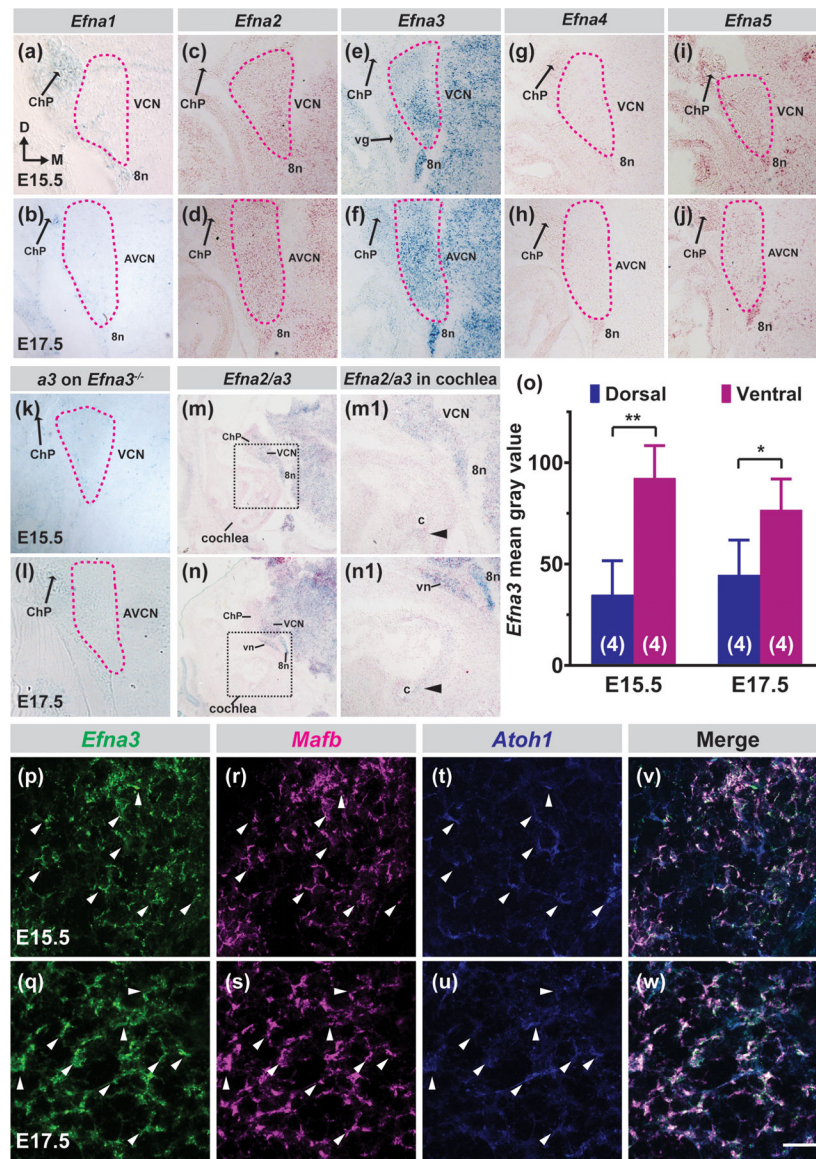 Efna1 Efna2 Efna3 Efna4 Efna5
(a) (c) (e) (g) (i)
ChP VCN ChP VCN ChP VCN ChP VCN ChP VCN
D
M
vg
8n 8n 8n 8n 8n
E15.5
(b) (d) (f) (h) (j)
ChP ChP ChP ChP ChP
AVCN AVCN AVCN AVCN AVCN
8n 8n 8n 8n 8n
E17.5
a3 on Efna3-/- Efna2/a3 Efna2/a3 in cochlea
(k) (m) (m1)
ChP VCN
E15.5
ChP
VCN
8n
cochlea
VCN
8n
c
(l) (n) (n1)
ChP AVCN
E17.5
ChP
VCN
vn
8n
cochlea
vn
8n
c
(o)
Dorsal Ventral
** *
Efna3 mean gray value
100
50
0
(4) (4) (4) (4)
E15.5 E17.5
Efna3 Mafb Atoh1 Merge
(p) (r) (t) (v)
E15.5
(q) (s) (u) (w)
E17.5